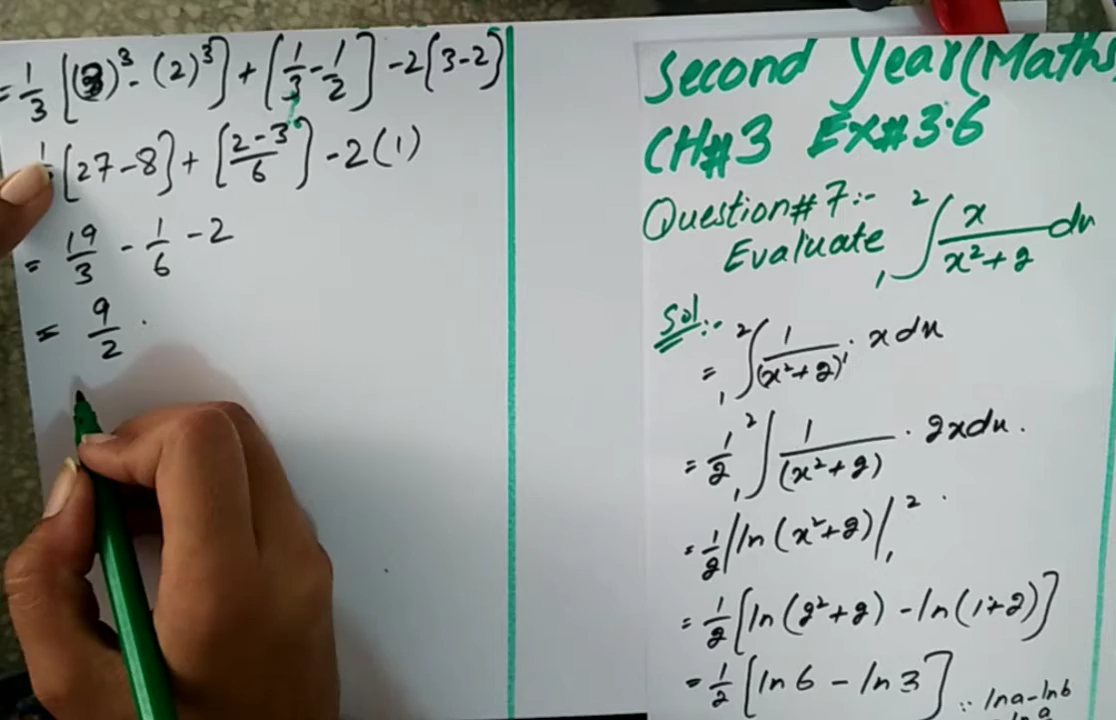 = 1/3 [(3)³ - (2)³] + [1/3 - 1/2] - 2[3-2]
1/3 [27-8] + [2-3/6] - 2(1)
= 19/3 - 1/6 - 2
= 9/2 .
Second Year(Maths)
CH#3 EX#3.6
Question#7:-
Evaluate ₁²∫ x/x²+2 dx
Sol:-
= ₁²∫ 1/(x²+2)¹ . x dx
= 1/2 ₁²∫ 1/(x²+2) . 2x dx .
= 1/2 |ln (x²+2)|₁² .
= 1/2 [ln (2²+2) - ln (1+2)]
= 1/2 [ln 6 - ln 3]
∵ ln a - ln b